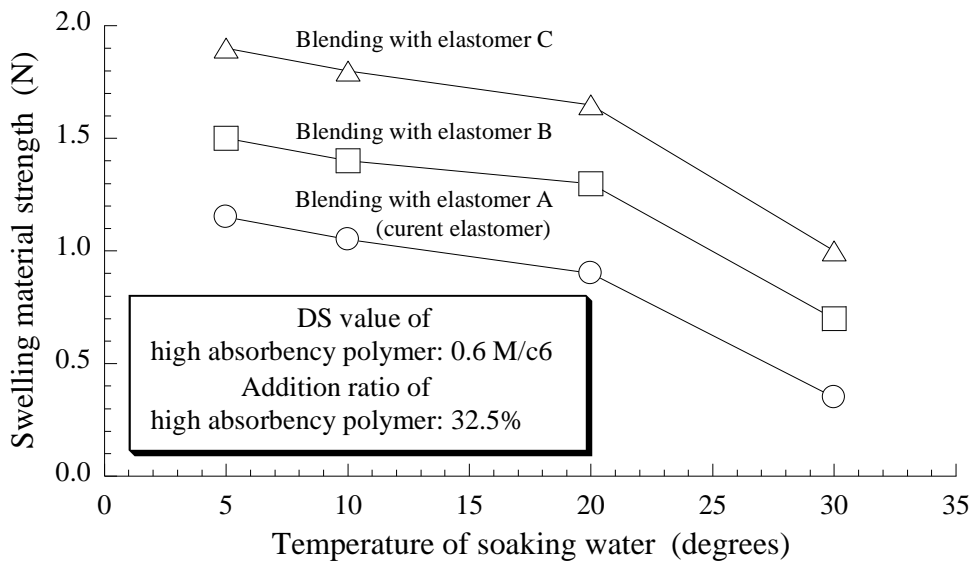 Swelling material strength (N)
2.0
1.5
1.0
0.5
0.0
Blending with elastomer C
Blending with elastomer B
Blending with elastomer A
(curent elastomer)
DS value of
high absorbency polymer: 0.6 M/c6
Addition ratio of
high absorbency polymer: 32.5%
0 5 10 15 20 25 30 35
Temperature of soaking water (degrees)